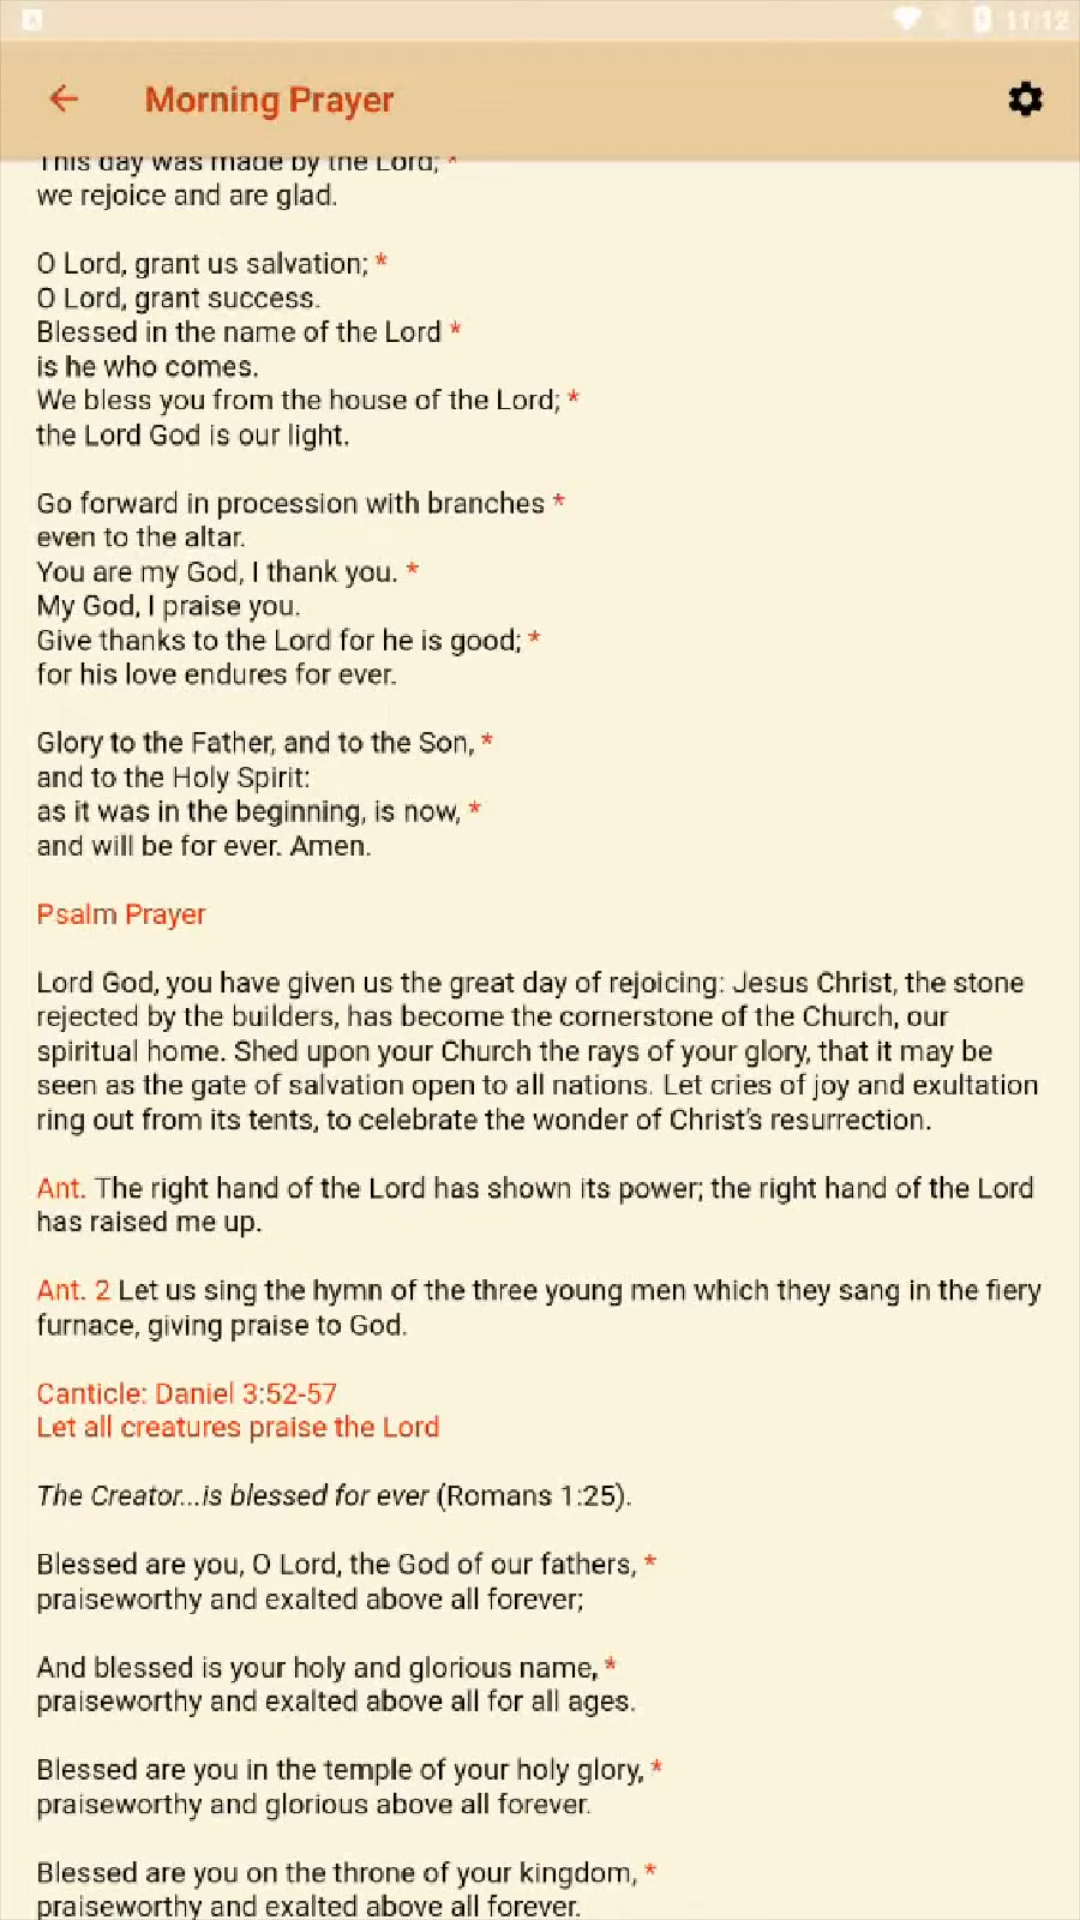 11:12
Morning Prayer
This day was made by the Lord; *
we rejoice and are glad.
O Lord, grant us salvation; *
O Lord, grant success.
Blessed in the name of the Lord *
is he who comes.
We bless you from the house of the Lord; *
the Lord God is our light.
Go forward in procession with branches *
even to the altar.
You are my God, I thank you. *
My God, I praise you.
Give thanks to the Lord for he is good; *
for his love endures for ever.
Glory to the Father, and to the Son, *
and to the Holy Spirit:
as it was in the beginning, is now, *
and will be for ever. Amen.
Psalm Prayer
Lord God, you have given us the great day of rejoicing: Jesus Christ, the stone
rejected by the builders, has become the cornerstone of the Church, our
spiritual home. Shed upon your Church the rays of your glory, that it may be
seen as the gate of salvation open to all nations. Let cries of joy and exultation
ring out from its tents, to celebrate the wonder of Christ’s resurrection.
Ant. The right hand of the Lord has shown its power; the right hand of the Lord
has raised me up.
Ant. 2 Let us sing the hymn of the three young men which they sang in the fiery
furnace, giving praise to God.
Canticle: Daniel 3:52-57
Let all creatures praise the Lord
The Creator...is blessed for ever (Romans 1:25).
Blessed are you, O Lord, the God of our fathers, *
praiseworthy and exalted above all forever;
And blessed is your holy and glorious name, *
praiseworthy and exalted above all for all ages.
Blessed are you in the temple of your holy glory, *
praiseworthy and glorious above all forever.
Blessed are you on the throne of your kingdom, *
praiseworthy and exalted above all forever.